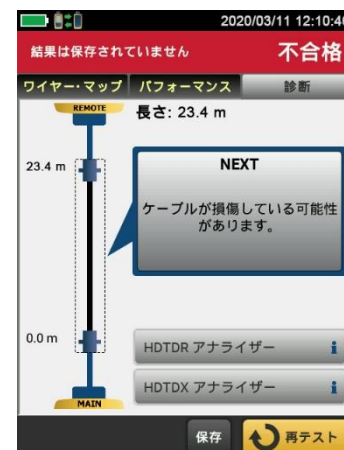 2020/03/11 12:10:40
結果は保存されて いません
不合格
ワイヤー・マップ パフォーマンス 診断
REMOTE
長さ: 23.4 m
23.4 m
NEXT
ケーブルが損傷している可能性
があります。
0.0 m
HDTDR アナライザー i
HDTDX アナライザー i
MAIN
保存 再テスト